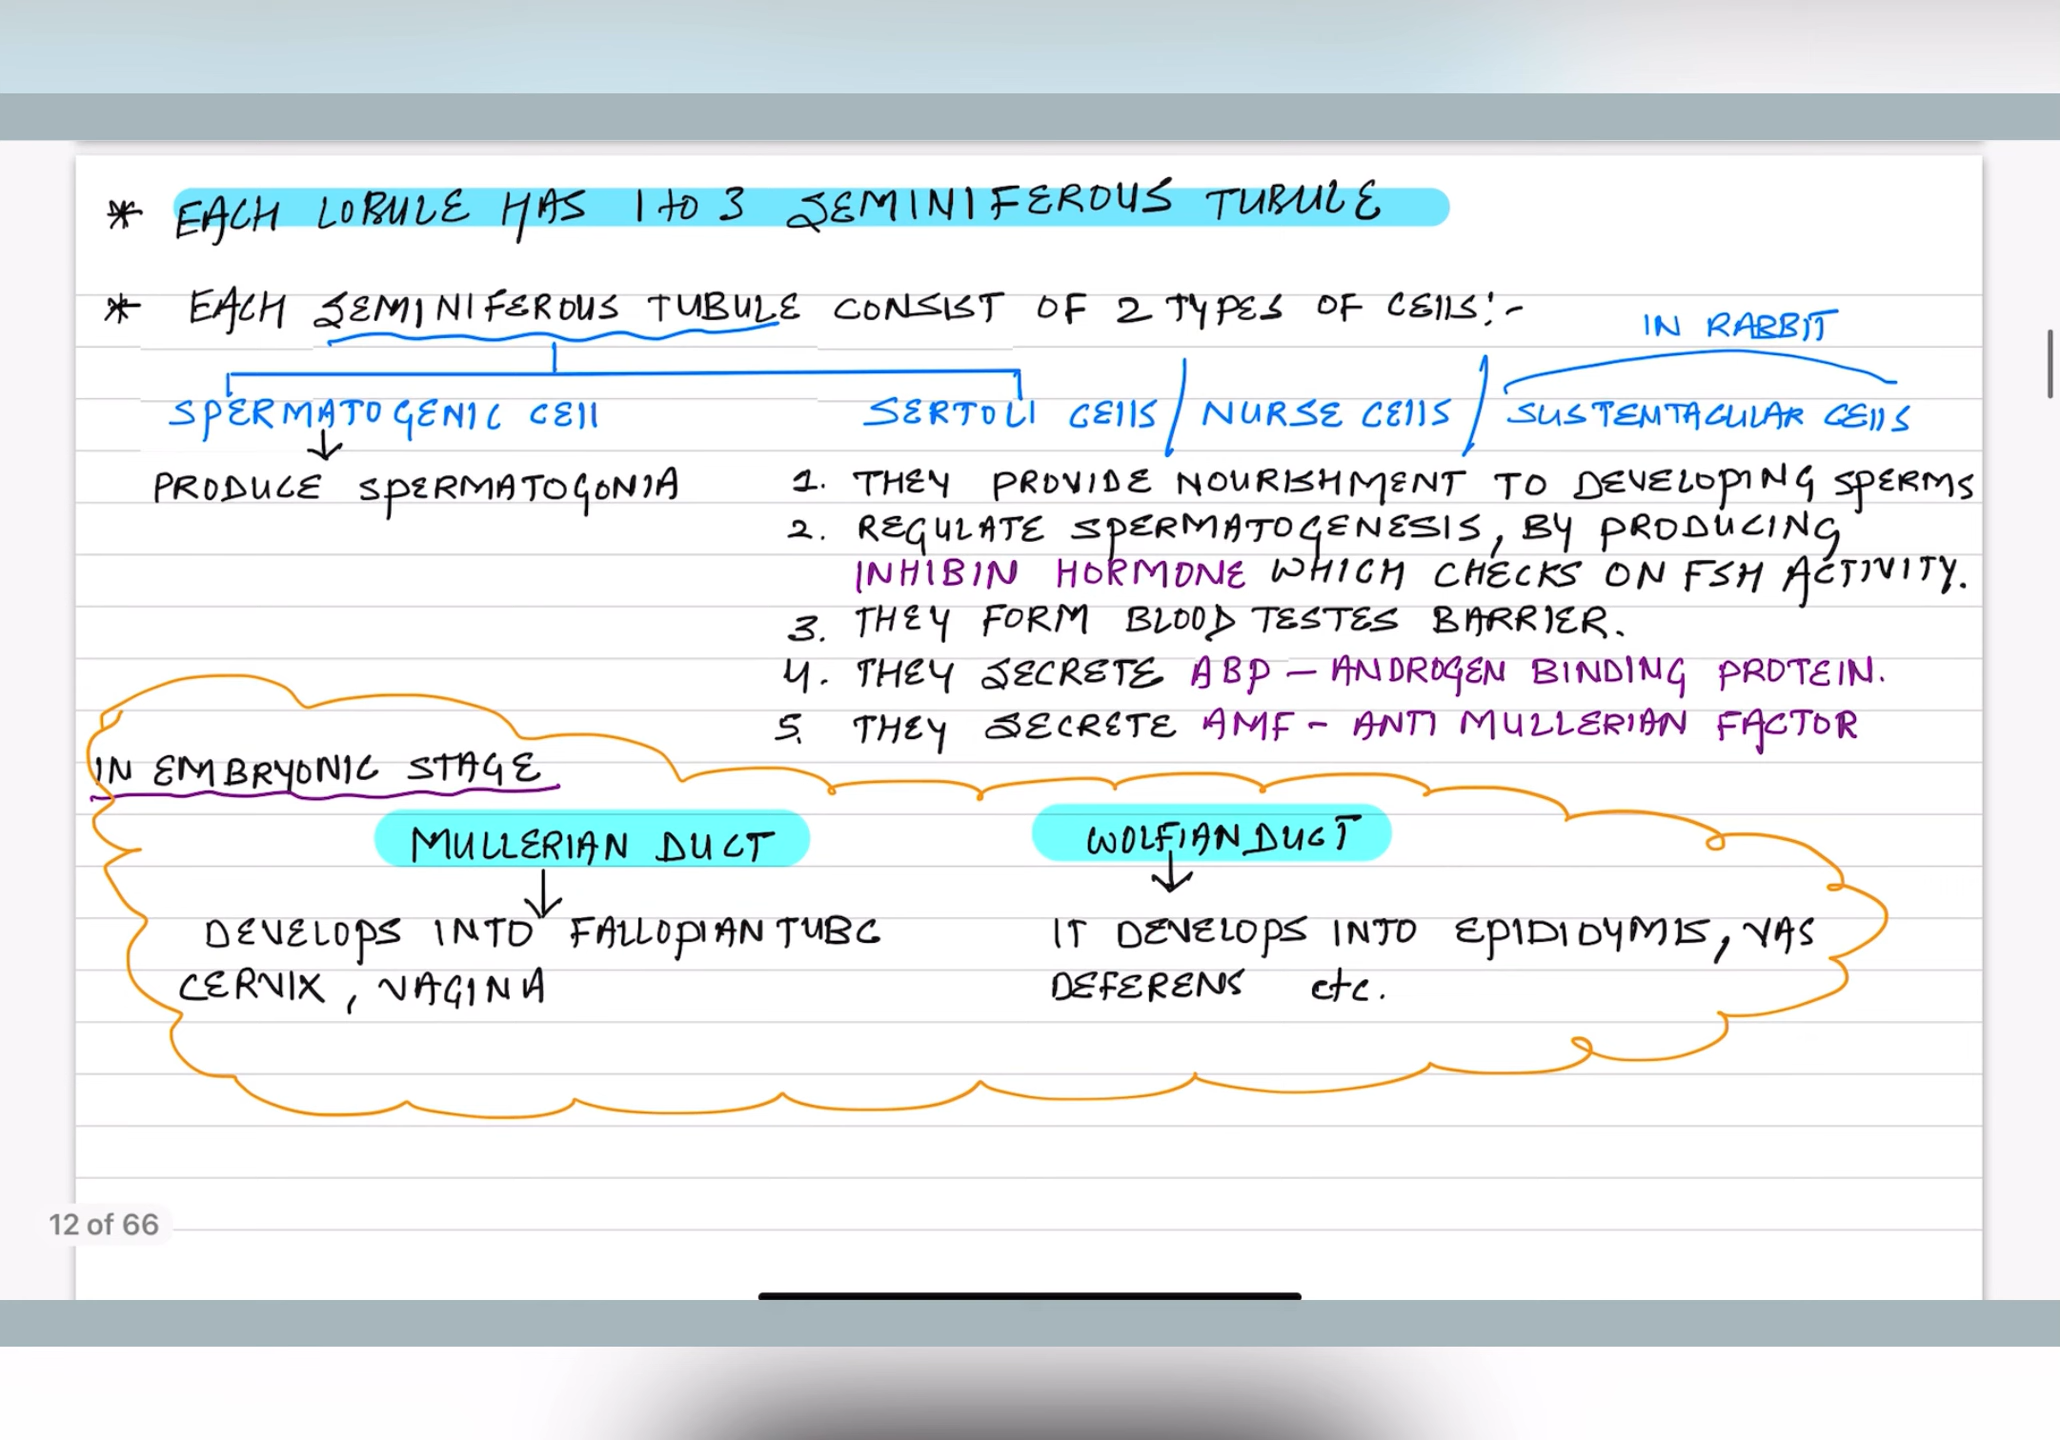 * EACH LOBULE HAS 1 to 3 SEMINIFEROUS TUBULE
* EACH SEMINIFEROUS TUBULE CONSIST OF 2 TYPES OF CELLS:-
IN RABBIT
SPERMATOGENIC CELL
SERTOLI CELLS / NURSE CELLS / SUSTEMTACULAR CELLS
PRODUCE SPERMATOGONIA
1. THEY PROVIDE NOURISHMENT TO DEVELOPING SPERMS
2. REGULATE SPERMATOGENESIS, BY PRODUCING
INHIBIN HORMONE WHICH CHECKS ON FSH ACTIVITY.
3. THEY FORM BLOOD TESTES BARRIER.
4. THEY SECRETE ABP - ANDROGEN BINDING PROTEIN.
5. THEY SECRETE AMF - ANTI MULLERIAN FACTOR
IN EMBRYONIC STAGE
MULLERIAN DUCT
DEVELOPS INTO FALLOPIAN TUBE
CERVIX, VAGINA
WOLFIAN DUCT
IT DEVELOPS INTO EPIDIDYMIS, VAS
DEFERENS etc.
12 of 66